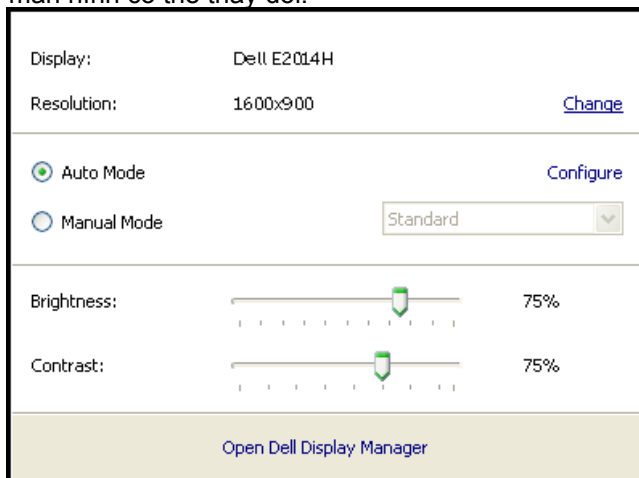 Display: Dell E2014H
Resolution: 1600x900 Change
Auto Mode Configure
Manual Mode Standard
Brightness: 75%
Contrast: 75%
Open Dell Display Manager